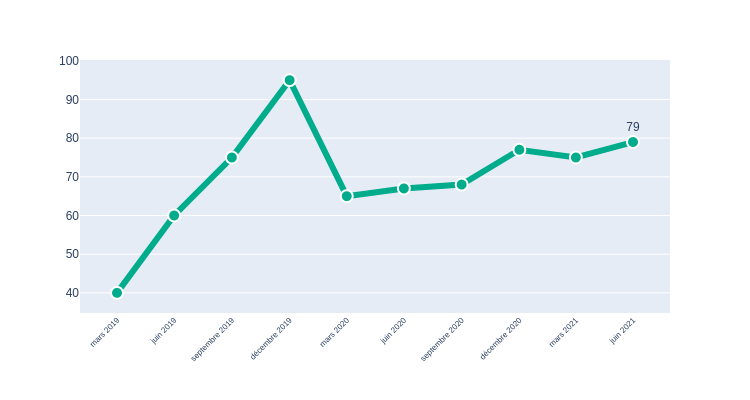 100
90
80
70
60
50
40
79
mars 2019
juin 2019
septembre 2019
décembre 2019
mars 2020
juin 2020
septembre 2020
décembre 2020
mars 2021
juin 2021